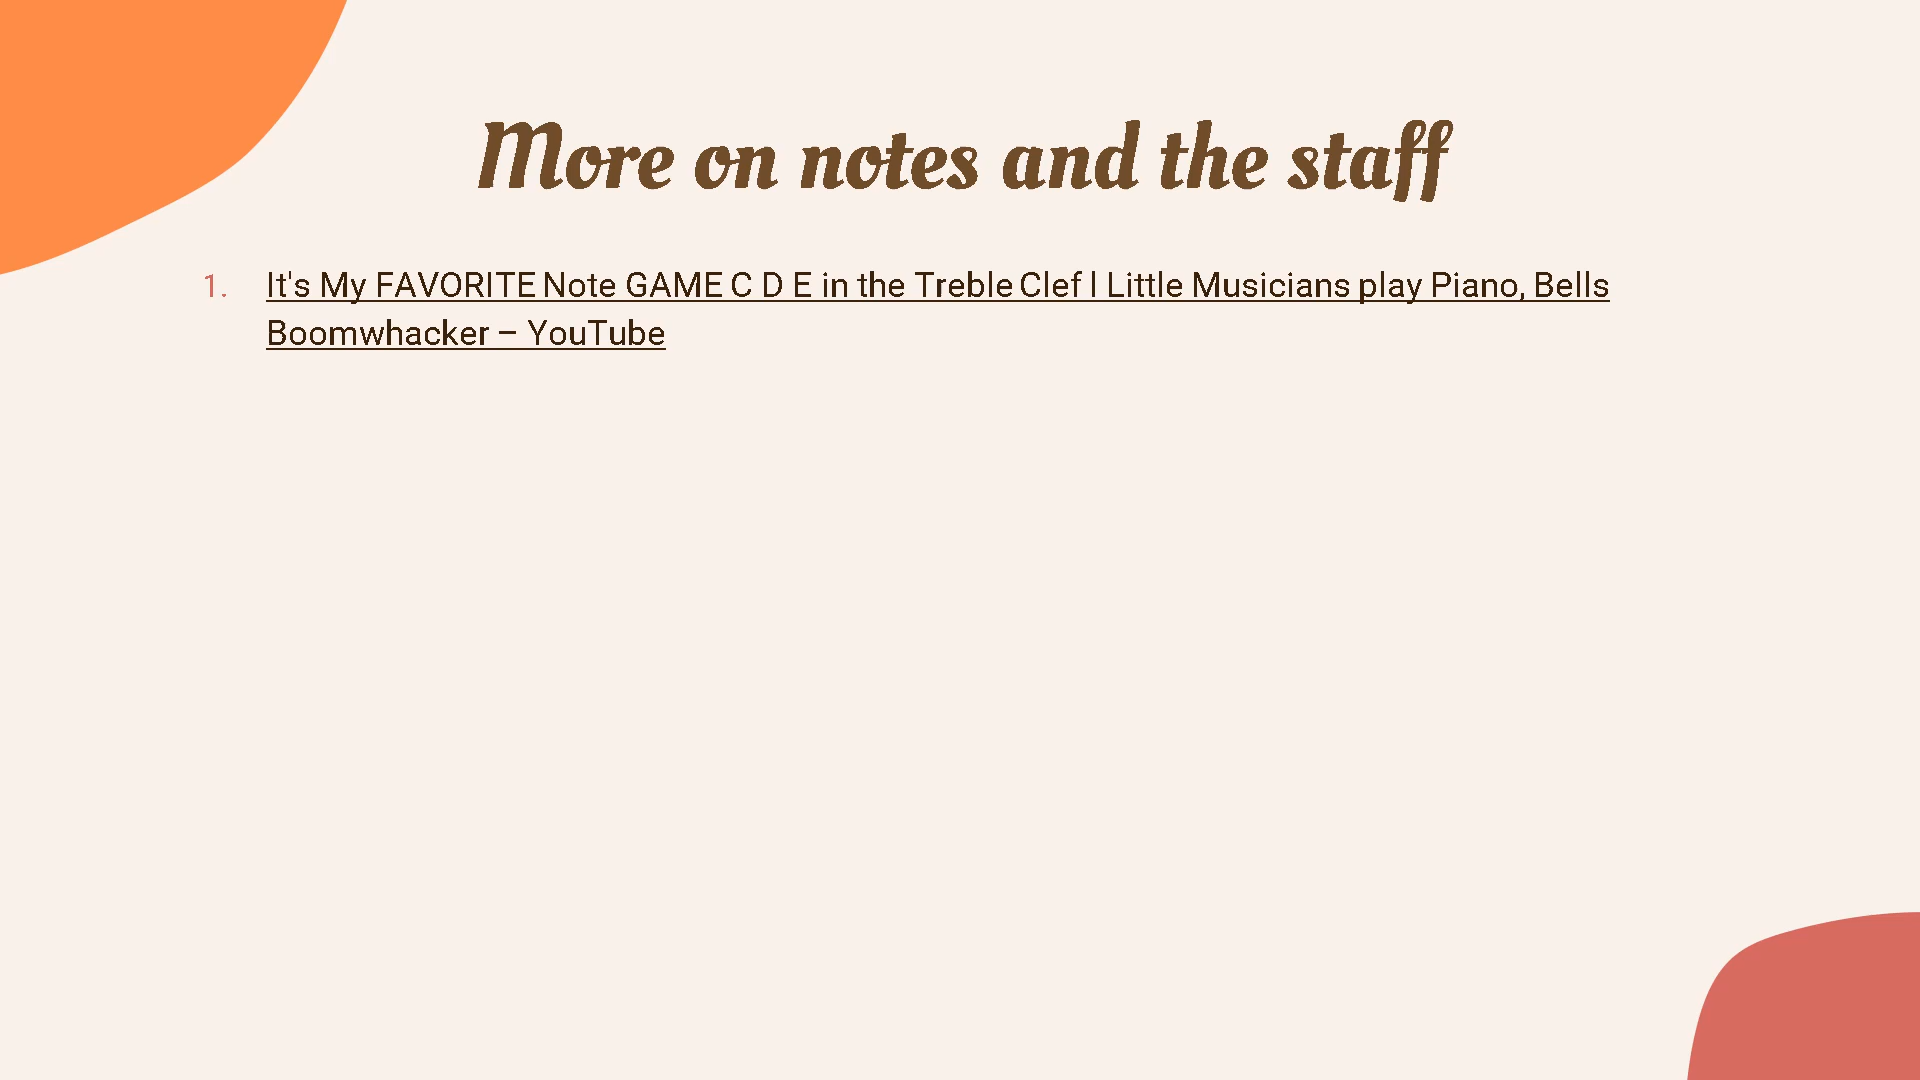 More on notes and the staff
1. It's My FAVORITE Note GAME C D E in the Treble Clef l Little Musicians play Piano, Bells
Boomwhacker – YouTube